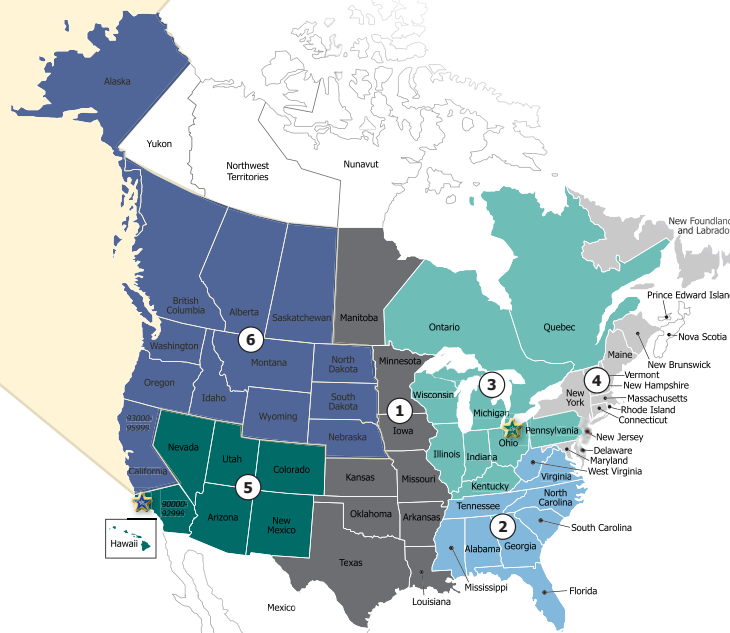 Alaska
Yukon
Northwest
Territories
Nunavut
New Foundlan
and Labrado
British
Columbia
Alberta
Saskatchewan
Manitoba
Ontario
Quebec
Prince Edward Islan
Nova Scotia
New Brunswick
Maine
Vermont
New Hampshire
Massachusetts
Rhode Island
Connecticut
New
York
4
6
3
1
Washington
Montana
North
Dakota
Minnesota
Wisconsin
Michigan
Oregon
Idaho
Wyoming
South
Dakota
Nebraska
Iowa
93000-
95999
California
Nevada
Utah
Colorado
Kansas
Missouri
Illinois
Indiana
Ohio
Pennsylvania
New Jersey
Delaware
Maryland
West Virginia
Virginia
Kentucky
Tennessee
North
Carolina
South Carolina
5
2
90000-
92999
Arizona
New
Mexico
Oklahoma
Arkansas
Texas
Alabama
Georgia
Mississippi
Louisiana
Florida
Hawaii
Mexico